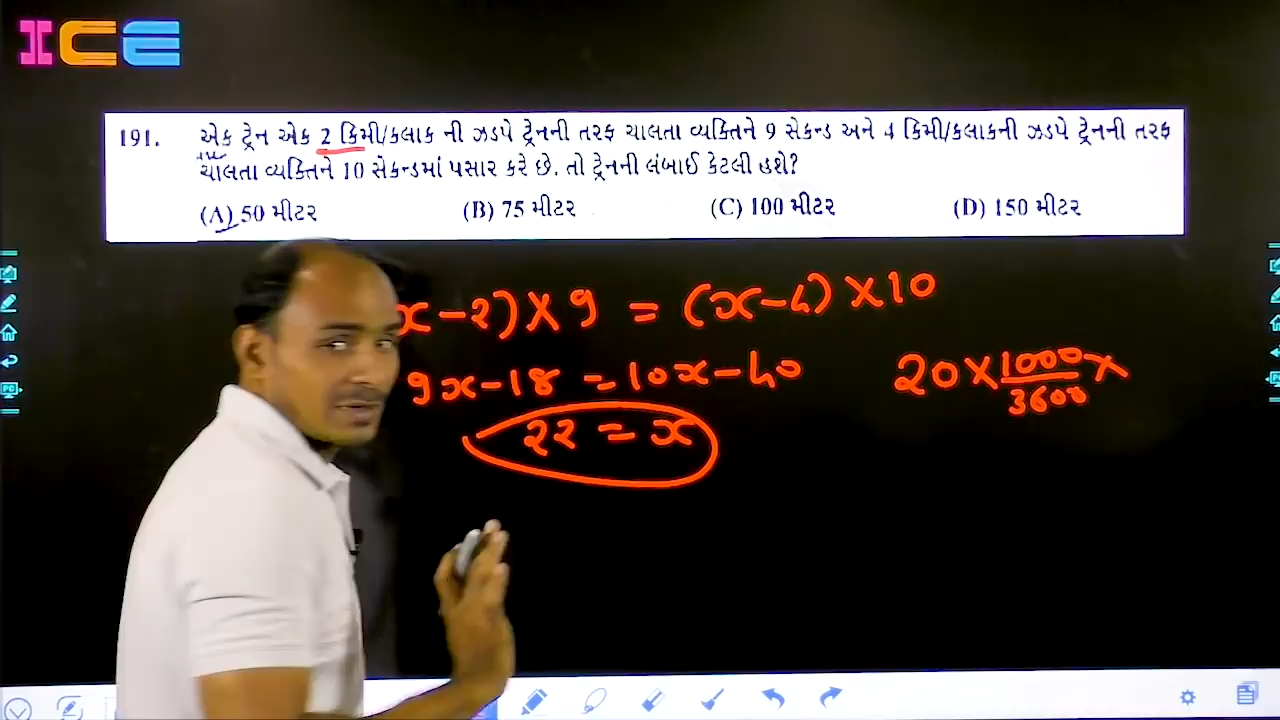 ICE
191. એક ટ્રેન એક 2 કિમી/કલાક ની ઝડપે ટ્રેનની તરફ ચાલતા વ્યક્તિને 9 સેકન્ડ અને 4 કિમી/કલાકની ઝડપે ટ્રેનની તરફ
ચાલતા વ્યક્તિને 10 સેકન્ડમાં પસાર કરે છે. તો ટ્રેનની લંબાઈ કેટલી હશે?
(A) 50 મીટર (B) 75 મીટર (C) 100 મીટર (D) 150 મીટર
x-2) × 9 = (x-4) × 10
9x-18 = 10x-40
22 = x
20 × 1000/3600 ×